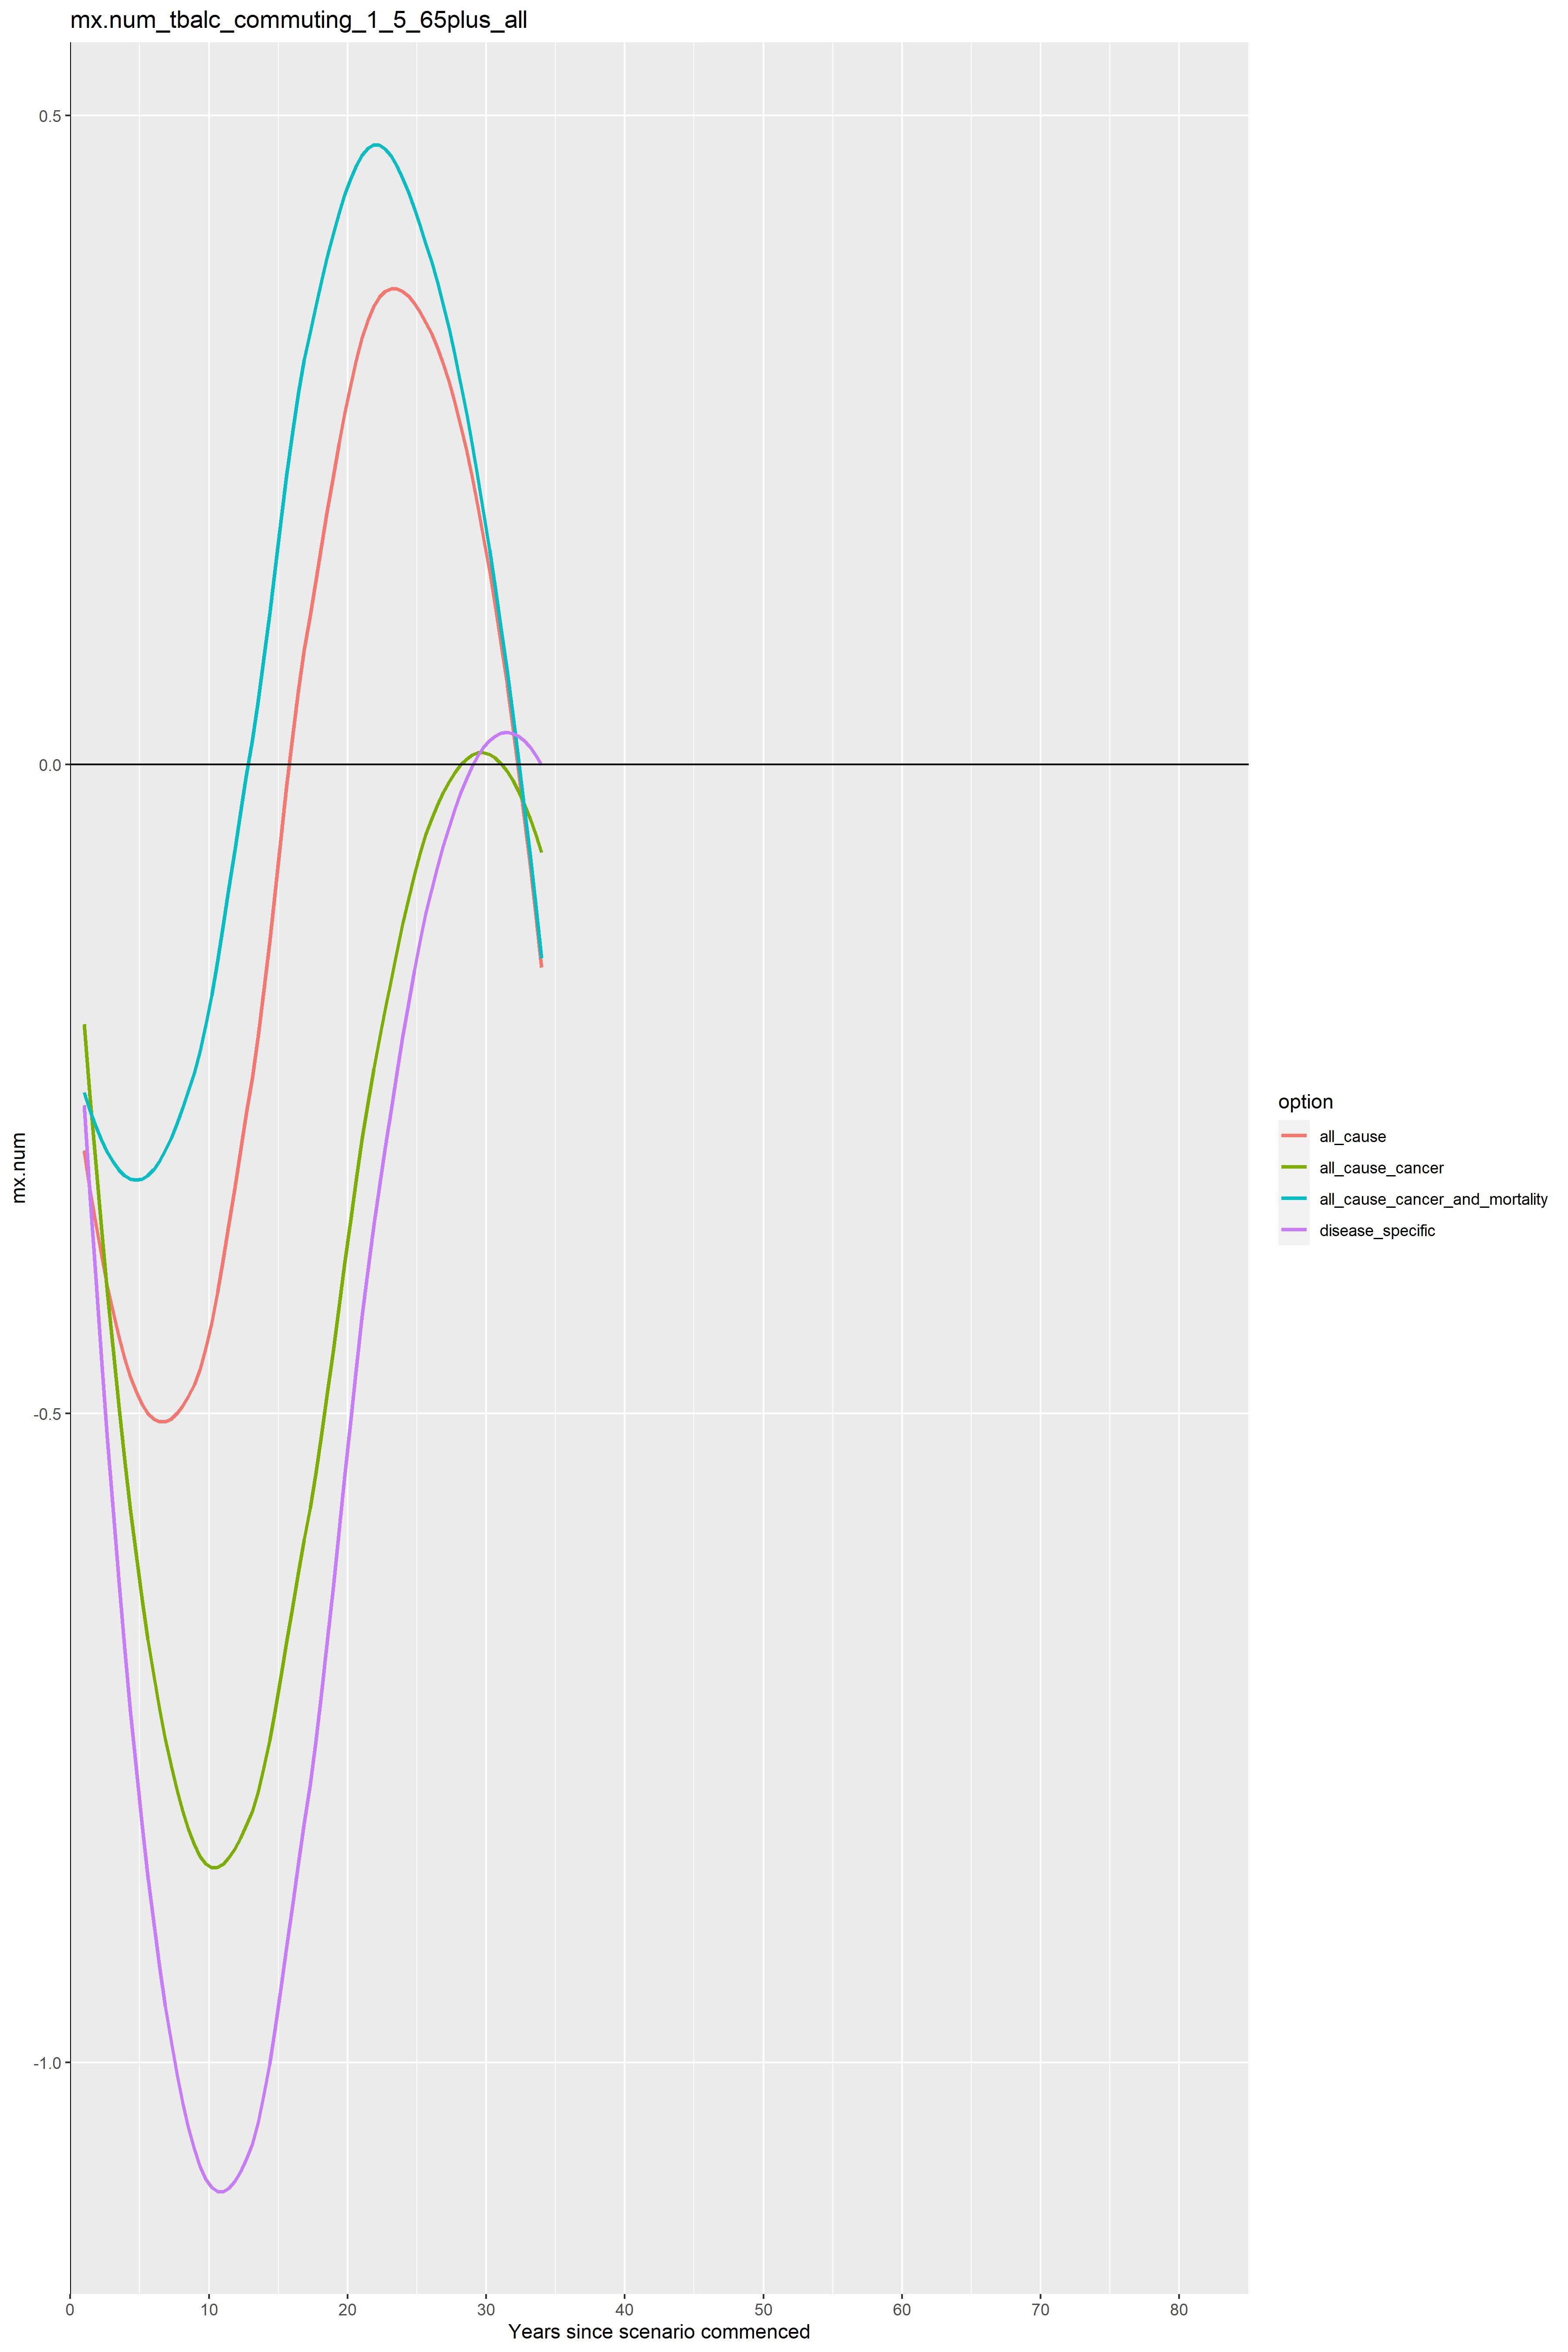 mx.num_tbalc_commuting_1_5_65plus_all
0.5
0.0
-0.5
-1.0
mx.num
0 10 20 30 40 50 60 70 80
Years since scenario commenced
option
all_cause
all_cause_cancer
all_cause_cancer_and_mortality
disease_specific